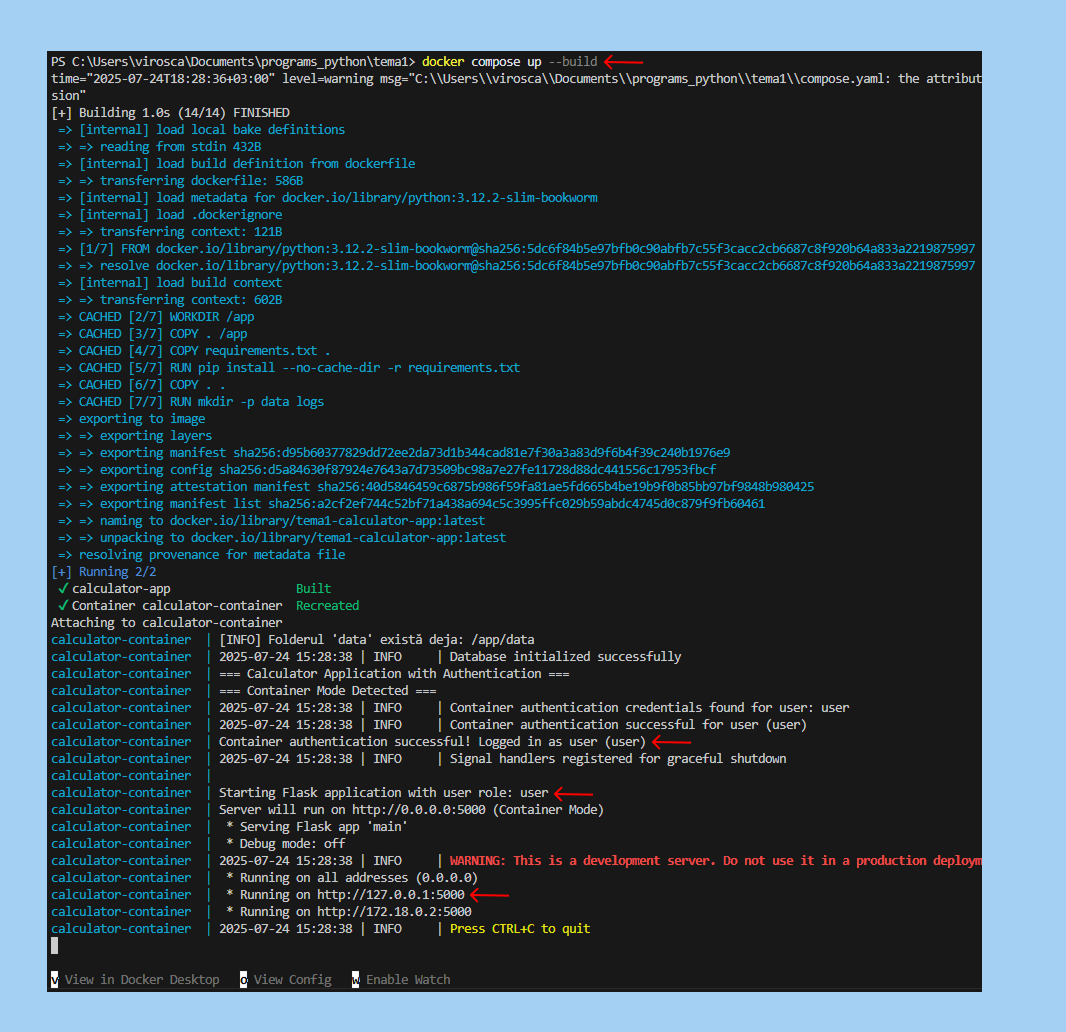 PS C:\Users\virosca\Documents\programs_python\tema1> docker compose up --build
time="2025-07-24T18:28:36+03:00" level=warning msg="C:\\Users\\virosca\\Documents\\programs_python\\tema1\\compose.yaml: the attribut
sion"
[+] Building 1.0s (14/14) FINISHED
=> [internal] load local bake definitions
=> => reading from stdin 432B
=> [internal] load build definition from dockerfile
=> => transferring dockerfile: 586B
=> [internal] load metadata for docker.io/library/python:3.12.2-slim-bookworm
=> [internal] load .dockerignore
=> => transferring context: 121B
=> [1/7] FROM docker.io/library/python:3.12.2-slim-bookworm@sha256:5dc6f84b5e97bfb0c90abfb7c55f3cacc2cb6687c8f920b64a833a2219875997
=> => resolve docker.io/library/python:3.12.2-slim-bookworm@sha256:5dc6f84b5e97bfb0c90abfb7c55f3cacc2cb6687c8f920b64a833a2219875997
=> [internal] load build context
=> => transferring context: 602B
=> CACHED [2/7] WORKDIR /app
=> CACHED [3/7] COPY . /app
=> CACHED [4/7] COPY requirements.txt .
=> CACHED [5/7] RUN pip install --no-cache-dir -r requirements.txt
=> CACHED [6/7] COPY . .
=> CACHED [7/7] RUN mkdir -p data logs
=> exporting to image
=> => exporting layers
=> => exporting manifest sha256:d95b60377829dd72ee2da73d1b344cad81e7f30a3a83d9f6b4f39c240b1976e9
=> => exporting config sha256:d5a84630f87924e7643a7d73509bc98a7e27fe11728d88dc441556c17953fbcf
=> => exporting attestation manifest sha256:40d5846459c6875b986f59fa81ae5fd665b4be19b9f0b85bb97bf9848b980425
=> => exporting manifest list sha256:a2cf2ef744c52bf71a438a694c5c3995ffc029b59abdc4745d0c879f9fb60461
=> => naming to docker.io/library/tema1-calculator-app:latest
=> => unpacking to docker.io/library/tema1-calculator-app:latest
=> resolving provenance for metadata file
[+] Running 2/2
✓ calculator-app Built
✓ Container calculator-container Recreated
Attaching to calculator-container
calculator-container | [INFO] Folderul 'data' există deja: /app/data
calculator-container | 2025-07-24 15:28:38 | INFO | Database initialized successfully
calculator-container | === Calculator Application with Authentication ===
calculator-container | === Container Mode Detected ===
calculator-container | 2025-07-24 15:28:38 | INFO | Container authentication credentials found for user: user
calculator-container | 2025-07-24 15:28:38 | INFO | Container authentication successful for user (user)
calculator-container | Container authentication successful! Logged in as user (user)
calculator-container | 2025-07-24 15:28:38 | INFO | Signal handlers registered for graceful shutdown
calculator-container |
calculator-container | Starting Flask application with user role: user
calculator-container | Server will run on http://0.0.0.0:5000 (Container Mode)
calculator-container | * Serving Flask app 'main'
calculator-container | * Debug mode: off
calculator-container | 2025-07-24 15:28:38 | INFO | WARNING: This is a development server. Do not use it in a production deploym
calculator-container | * Running on all addresses (0.0.0.0)
calculator-container | * Running on http://127.0.0.1:5000
calculator-container | * Running on http://172.18.0.2:5000
calculator-container | 2025-07-24 15:28:38 | INFO | Press CTRL+C to quit
v View in Docker Desktop o View Config w Enable Watch